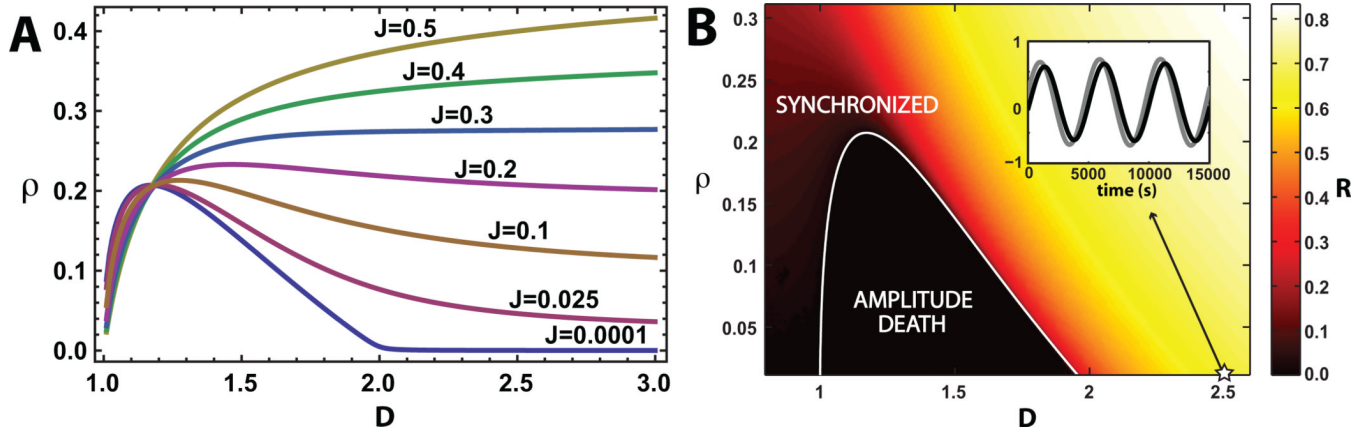 A
ρ
0.4
0.3
0.2
0.1
0.0
J=0.5
J=0.4
J=0.3
J=0.2
J=0.1
J=0.025
J=0.0001
1.0 1.5 2.0 2.5 3.0
D
B
ρ
0.3
0.25
0.2
0.15
0.1
0.05
SYNCHRONIZED
AMPLITUDE
DEATH
1
0
−1
0 5000 10000 15000
time (s)
1 1.5 2 2.5
D
R
0.8
0.7
0.6
0.5
0.4
0.3
0.2
0.1
0.0